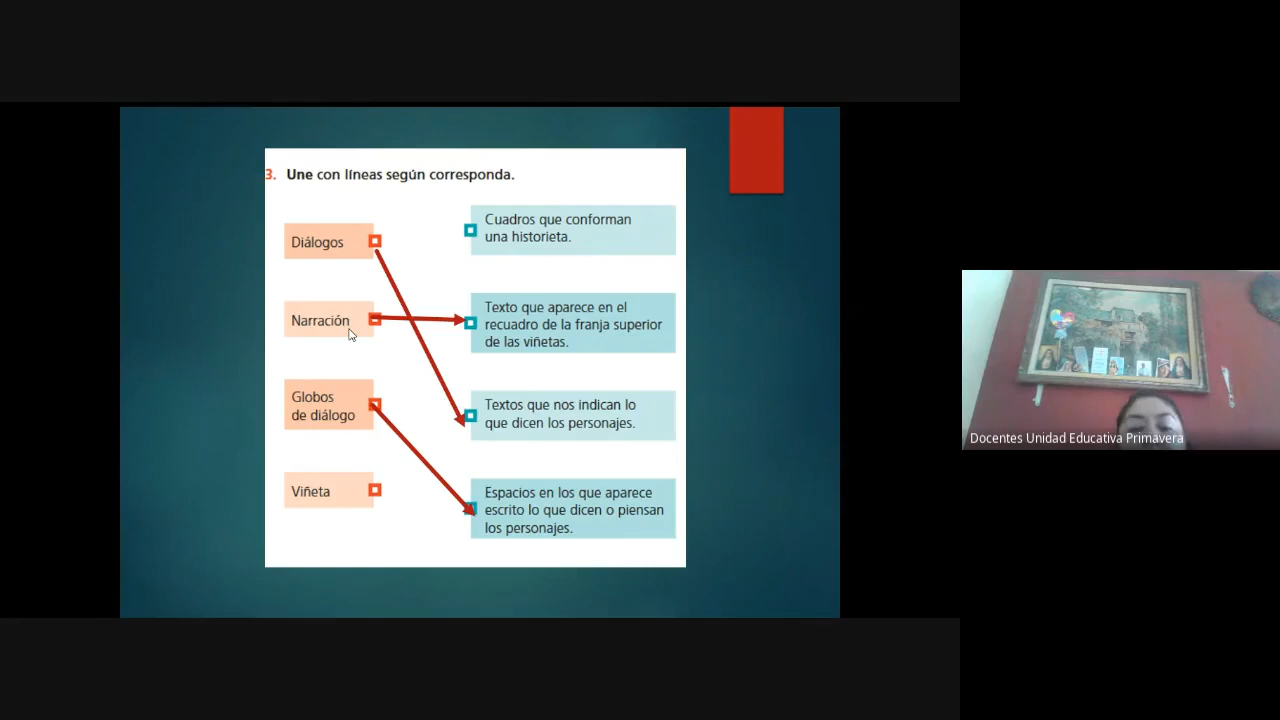 3. Une con líneas según corresponda.
Diálogos
Narración
Globos
de diálogo
Viñeta
Cuadros que conforman
una historieta.
Texto que aparece en el
recuadro de la franja superior
de las viñetas.
Textos que nos indican lo
que dicen los personajes.
Espacios en los que aparece
escrito lo que dicen o piensan
los personajes.
Docentes Unidad Educativa Primavera